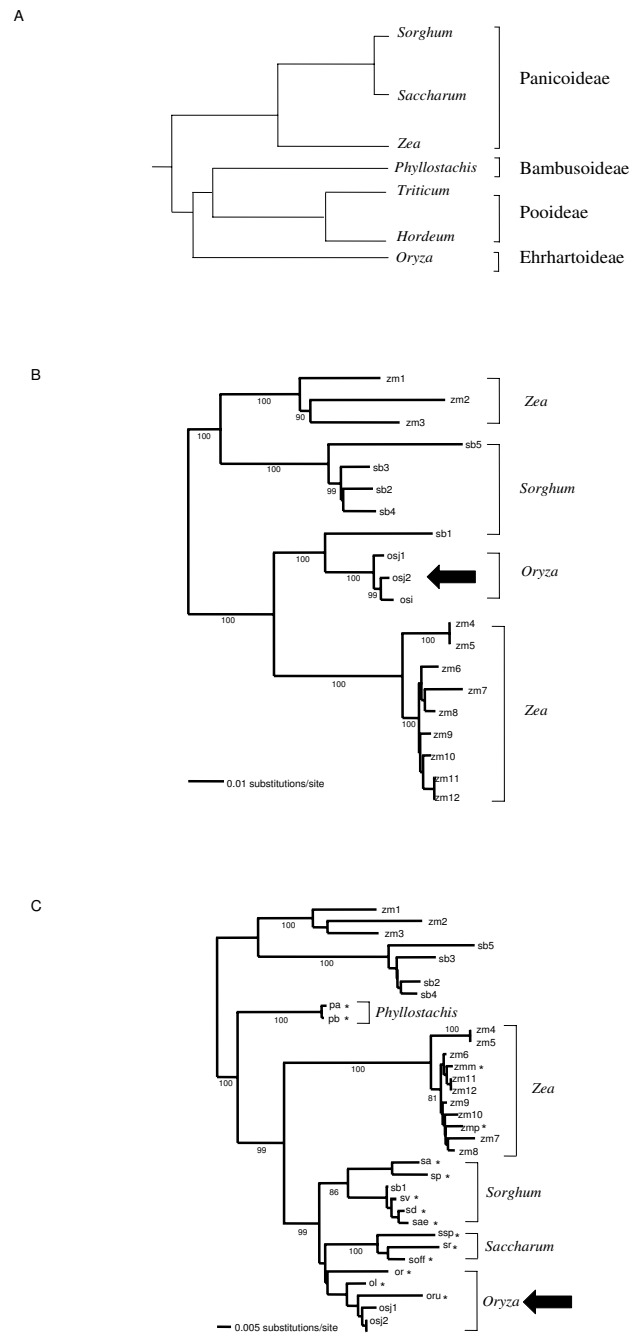 A
Sorghum
Panicoideae
Saccharum
Zea
Phyllostachis
Bambusoideae
Triticum
Pooideae
Hordeum
Oryza
Ehrhartoideae
B
zm1
100
zm2
Zea
90
zm3
100
sb5
100
sb3
Sorghum
99
sb2
sb4
sb1
100
osj1
Oryza
100
osj2
99
osi
100
zm4
100
zm5
zm6
100
zm7
Zea
100
zm8
zm9
zm10
zm11
zm12
0.01 substitutions/site
C
zm1
100
zm2
zm3
sb5
100
sb3
sb2
sb4
pa *
Phyllostachis
100
pb *
100
zm4
100
zm5
zm6
100
zmm *
zm11
Zea
81
zm12
zm9
zm10
zmp *
99
zm7
zm8
sa *
86
sp *
sb1
Sorghum
sv *
99
sd *
sae *
ssp *
100
sr *
Saccharum
soff *
or *
ol *
oru *
Oryza
osj1
osj2
0.005 substitutions/site